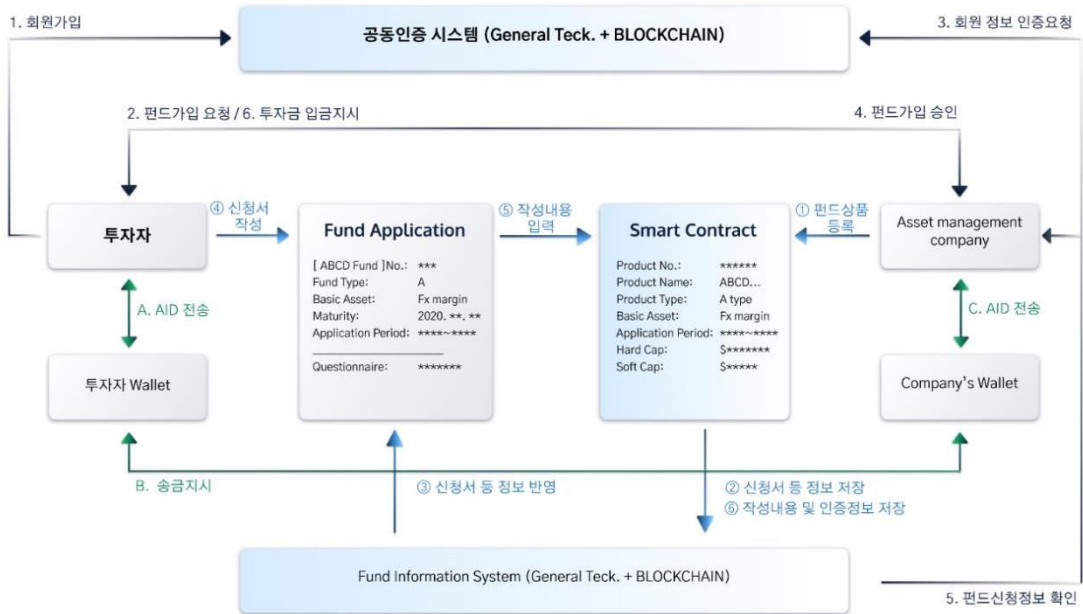 1. 회원가입
공동인증 시스템 (General Teck. + BLOCKCHAIN)
3. 회원 정보 인증요청
2. 펀드가입 요청 / 6. 투자금 입금지시
4. 펀드가입 승인
투자자
④ 신청서
작성
Fund Application
[ ABCD Fund ]No.: ***
Fund Type: A
Basic Asset: Fx margin
Maturity: 2020. **. **
Application Period: ****~****
Questionnaire: *******
⑤ 작성내용
입력
Smart Contract
Product No.: ******
Product Name: ABCD...
Product Type: A type
Basic Asset: Fx margin
Application Period: ****~****
Hard Cap: $*******
Soft Cap: $*****
① 펀드상품
등록
Asset management
company
A. AID 전송
C. AID 전송
투자자 Wallet
Company's Wallet
B. 송금지시
③ 신청서 등 정보 반영
② 신청서 등 정보 저장
⑥ 작성내용 및 인증정보 저장
Fund Information System (General Teck. + BLOCKCHAIN)
5. 펀드신청정보 확인